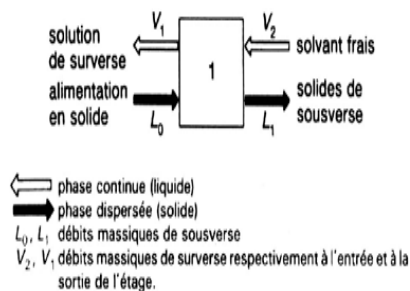 V1 V2
solution de surverse
solvant frais
1
alimentation en solide
solides de sousverse
L0 L1
phase continue (liquide)
phase dispersée (solide)
L0, L1 débits massiques de sousverse
V2, V1 débits massiques de surverse respectivement à l'entrée et à la
sortie de l'étage.